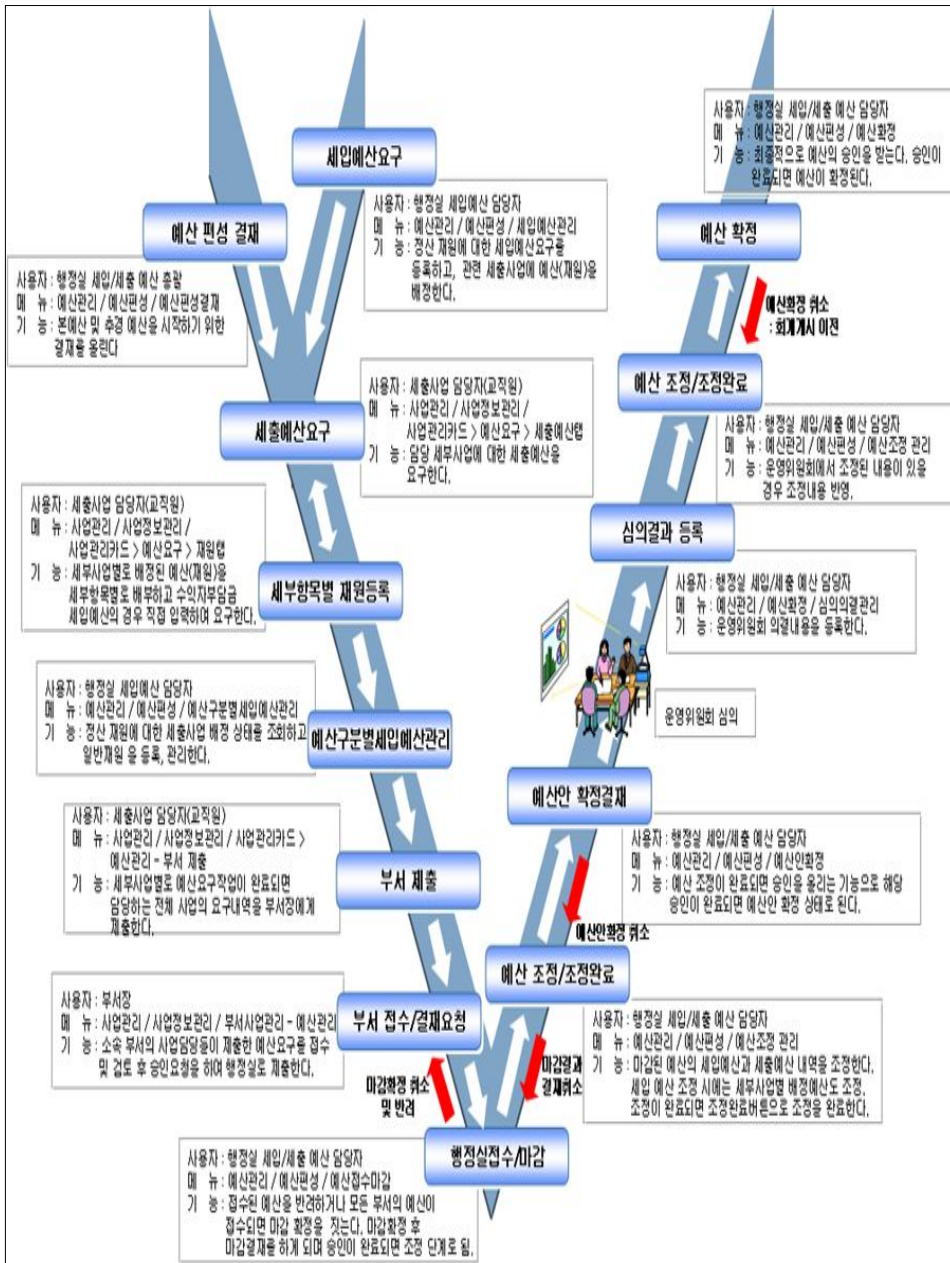 세입예산요구
사용자 : 행정실 세입예산 담당자
메 뉴 : 예산관리 / 예산편성 / 세입예산관리
기 능 : 정산 재원에 대한 세입예산요구를
등록하고, 관련 세출사업에 예산(재원)을
배정한다.
예산 편성 결재
사용자 : 행정실 세입/세출 예산 총괄
메 뉴 : 예산관리 / 예산편성 / 예산편성결재
기 능 : 본예산 및 추경 예산을 시작하기 위한
결재를 올린다
세출예산요구
사용자 : 세출사업 담당자(교직원)
메 뉴 : 사업관리 / 사업정보관리 /
사업관리카드 > 예산요구 > 세출예산탭
기 능 : 담당 세부사업에 대한 세출예산을
요구한다.
세부항목별 재원등록
사용자 : 세출사업 담당자(교직원)
메 뉴 : 사업관리 / 사업정보관리 /
사업관리카드 > 예산요구 > 재원탭
기 능 : 세부사업별로 배정된 예산(재원)을
세부항목별로 배부하고 수익자부담금
세입예산의 경우 직접 입력하여 요구한다.
예산구분별세입예산관리
사용자 : 행정실 세입예산 담당자
메 뉴 : 예산관리 / 예산편성 / 예산구분별세입예산관리
기 능 : 정산 재원에 대한 세출사업 배정 상태를 조회하고
일반재원 을 등록, 관리한다.
부서 제출
사용자 : 세출사업 담당자(교직원)
메 뉴 : 사업관리 / 사업정보관리 / 사업관리카드 >
예산관리 - 부서 제출
기 능 : 세부사업별로 예산요구작업이 완료되면
담당하는 전체 사업의 요구내역을 부서장에게
제출한다.
부서 접수/결재요청
사용자 : 부서장
메 뉴 : 사업관리 / 사업정보관리 / 부서사업관리 - 예산관리
기 능 : 소속 부서의 사업담당들이 제출한 예산요구를 접수
및 검토 후 승인요청을 하여 행정실로 제출한다.
마감확정 취소
및 반려
행정실접수/마감
사용자 : 행정실 세입/세출 예산 담당자
메 뉴 : 예산관리 / 예산편성 / 예산접수마감
기 능 : 접수된 예산을 반려하거나 모든 부서의 예산이
접수되면 마감 확정을 짓는다. 마감확정 후
마감결재를 하게 되며 승인이 완료되면 조정 단계로 됨.
마감결과
결재취소
예산 조정/조정완료
사용자 : 행정실 세입/세출 예산 담당자
메 뉴 : 예산관리 / 예산편성 / 예산조정 관리
기 능 : 마감된 예산의 세입예산과 세출예산 내역을 조정한다.
세입 예산 조정 시에는 세부사업별 배정예산도 조정.
조정이 완료되면 조정완료버튼으로 조정을 완료한다.
예산안확정 취소
예산안 확정결재
사용자 : 행정실 세입/세출 예산 담당자
메 뉴 : 예산관리 / 예산편성 / 예산안확정
기 능 : 예산 조정이 완료되면 승인을 올리는 기능으로 해당
승인이 완료되면 예산안 확정 상태로 된다.
운영위원회 심의
심의결과 등록
사용자 : 행정실 세입/세출 예산 담당자
메 뉴 : 예산관리 / 예산확정 / 심의의결관리
기 능 : 운영위원회 의결내용을 등록한다.
예산 조정/조정완료
사용자 : 행정실 세입/세출 예산 담당자
메 뉴 : 예산관리 / 예산편성 / 예산조정 관리
기 능 : 운영위원회에서 조정된 내용이 있을
경우 조정내용 반영.
예산확정 취소
: 회계게시 이전
예산 확정
사용자 : 행정실 세입/세출 예산 담당자
메 뉴 : 예산관리 / 예산편성 / 예산확정
기 능 : 최종적으로 예산의 승인을 받는다. 승인이
완료되면 예산이 확정된다.